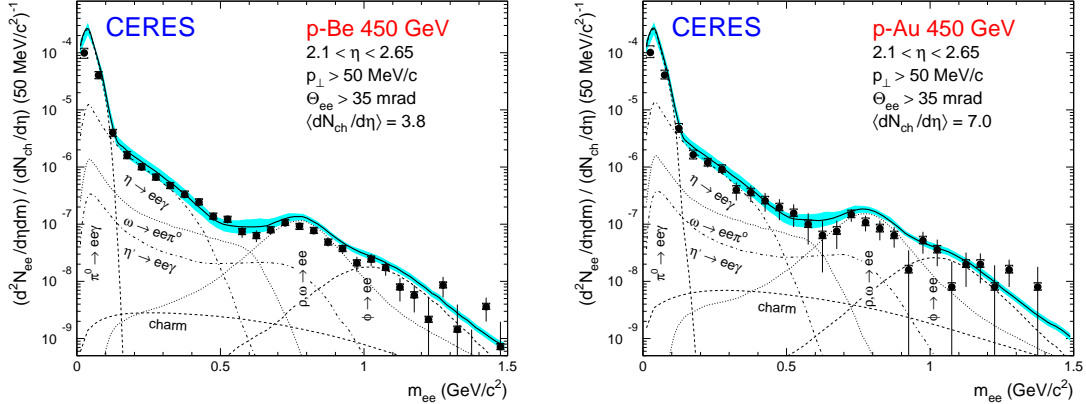 CERES
p-Be 450 GeV
2.1 < η < 2.65
p⊥ > 50 MeV/c
Θee > 35 mrad
⟨dNch/dη⟩ = 3.8
(d²Nee/dηdm) / (dNch/dη) (50 MeV/c²)⁻¹
10⁻⁴
10⁻⁵
10⁻⁶
10⁻⁷
10⁻⁸
10⁻⁹
η → eeγ
ω → eeπ⁰
η → eeγ
π⁰ → eeγ
ρ,ω → ee
ϕ → ee
charm
0 0.5 1 1.5
mee (GeV/c²)
CERES
p-Au 450 GeV
2.1 < η < 2.65
p⊥ > 50 MeV/c
Θee > 35 mrad
⟨dNch/dη⟩ = 7.0
(d²Nee/dηdm) / (dNch/dη) (50 MeV/c²)⁻¹
10⁻⁴
10⁻⁵
10⁻⁶
10⁻⁷
10⁻⁸
10⁻⁹
η → eeγ
ω → eeπ⁰
η → eeγ
π⁰ → eeγ
ρ,ω → ee
ϕ → ee
charm
0 0.5 1 1.5
mee (GeV/c²)